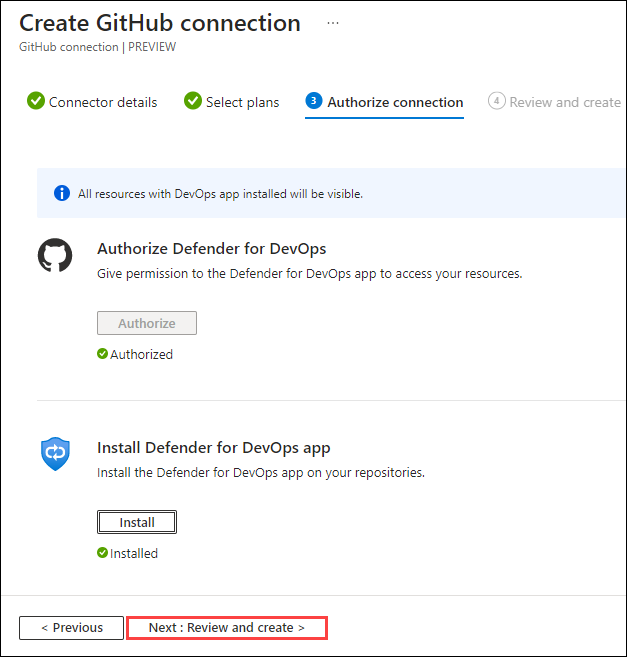 Create GitHub connection ...
GitHub connection | PREVIEW
Connector details Select plans 3 Authorize connection 4 Review and create
All resources with DevOps app installed will be visible.
Authorize Defender for DevOps
Give permission to the Defender for DevOps app to access your resources.
Authorize
Authorized
Install Defender for DevOps app
Install the Defender for DevOps app on your repositories.
Install
Installed
< Previous Next : Review and create >